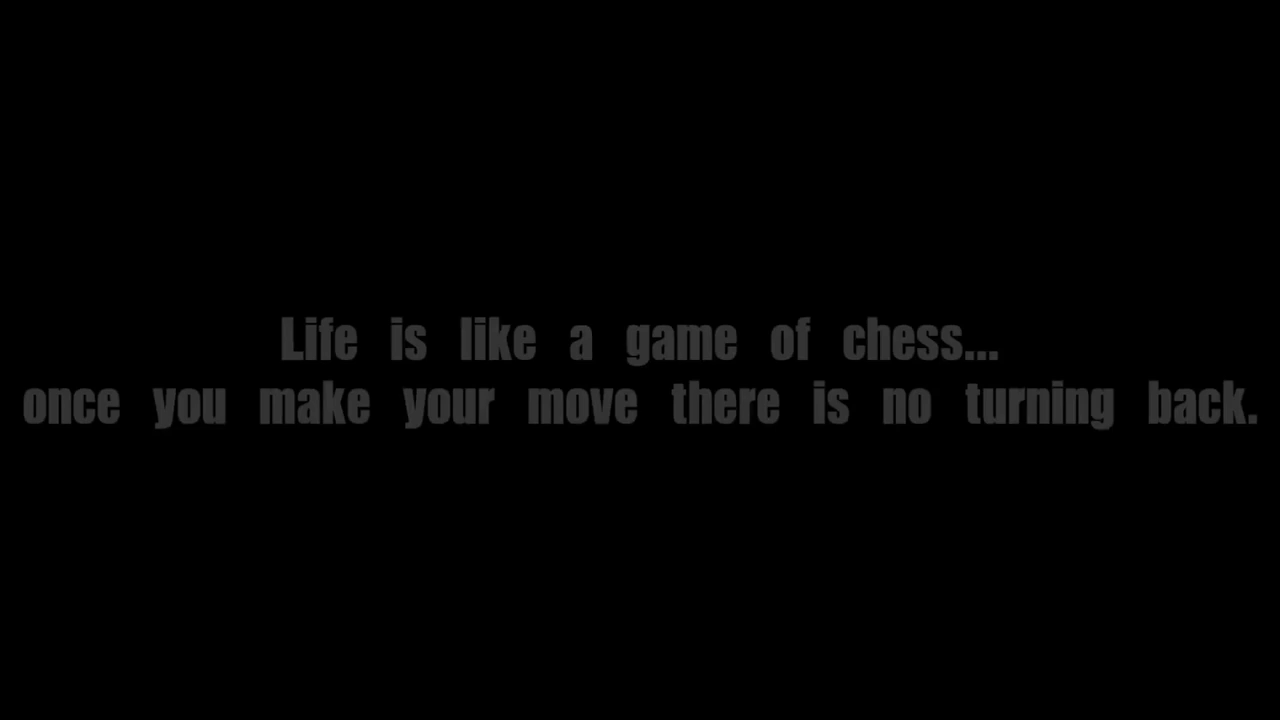 Life is like a game of chess...
once you make your move there is no turning back.